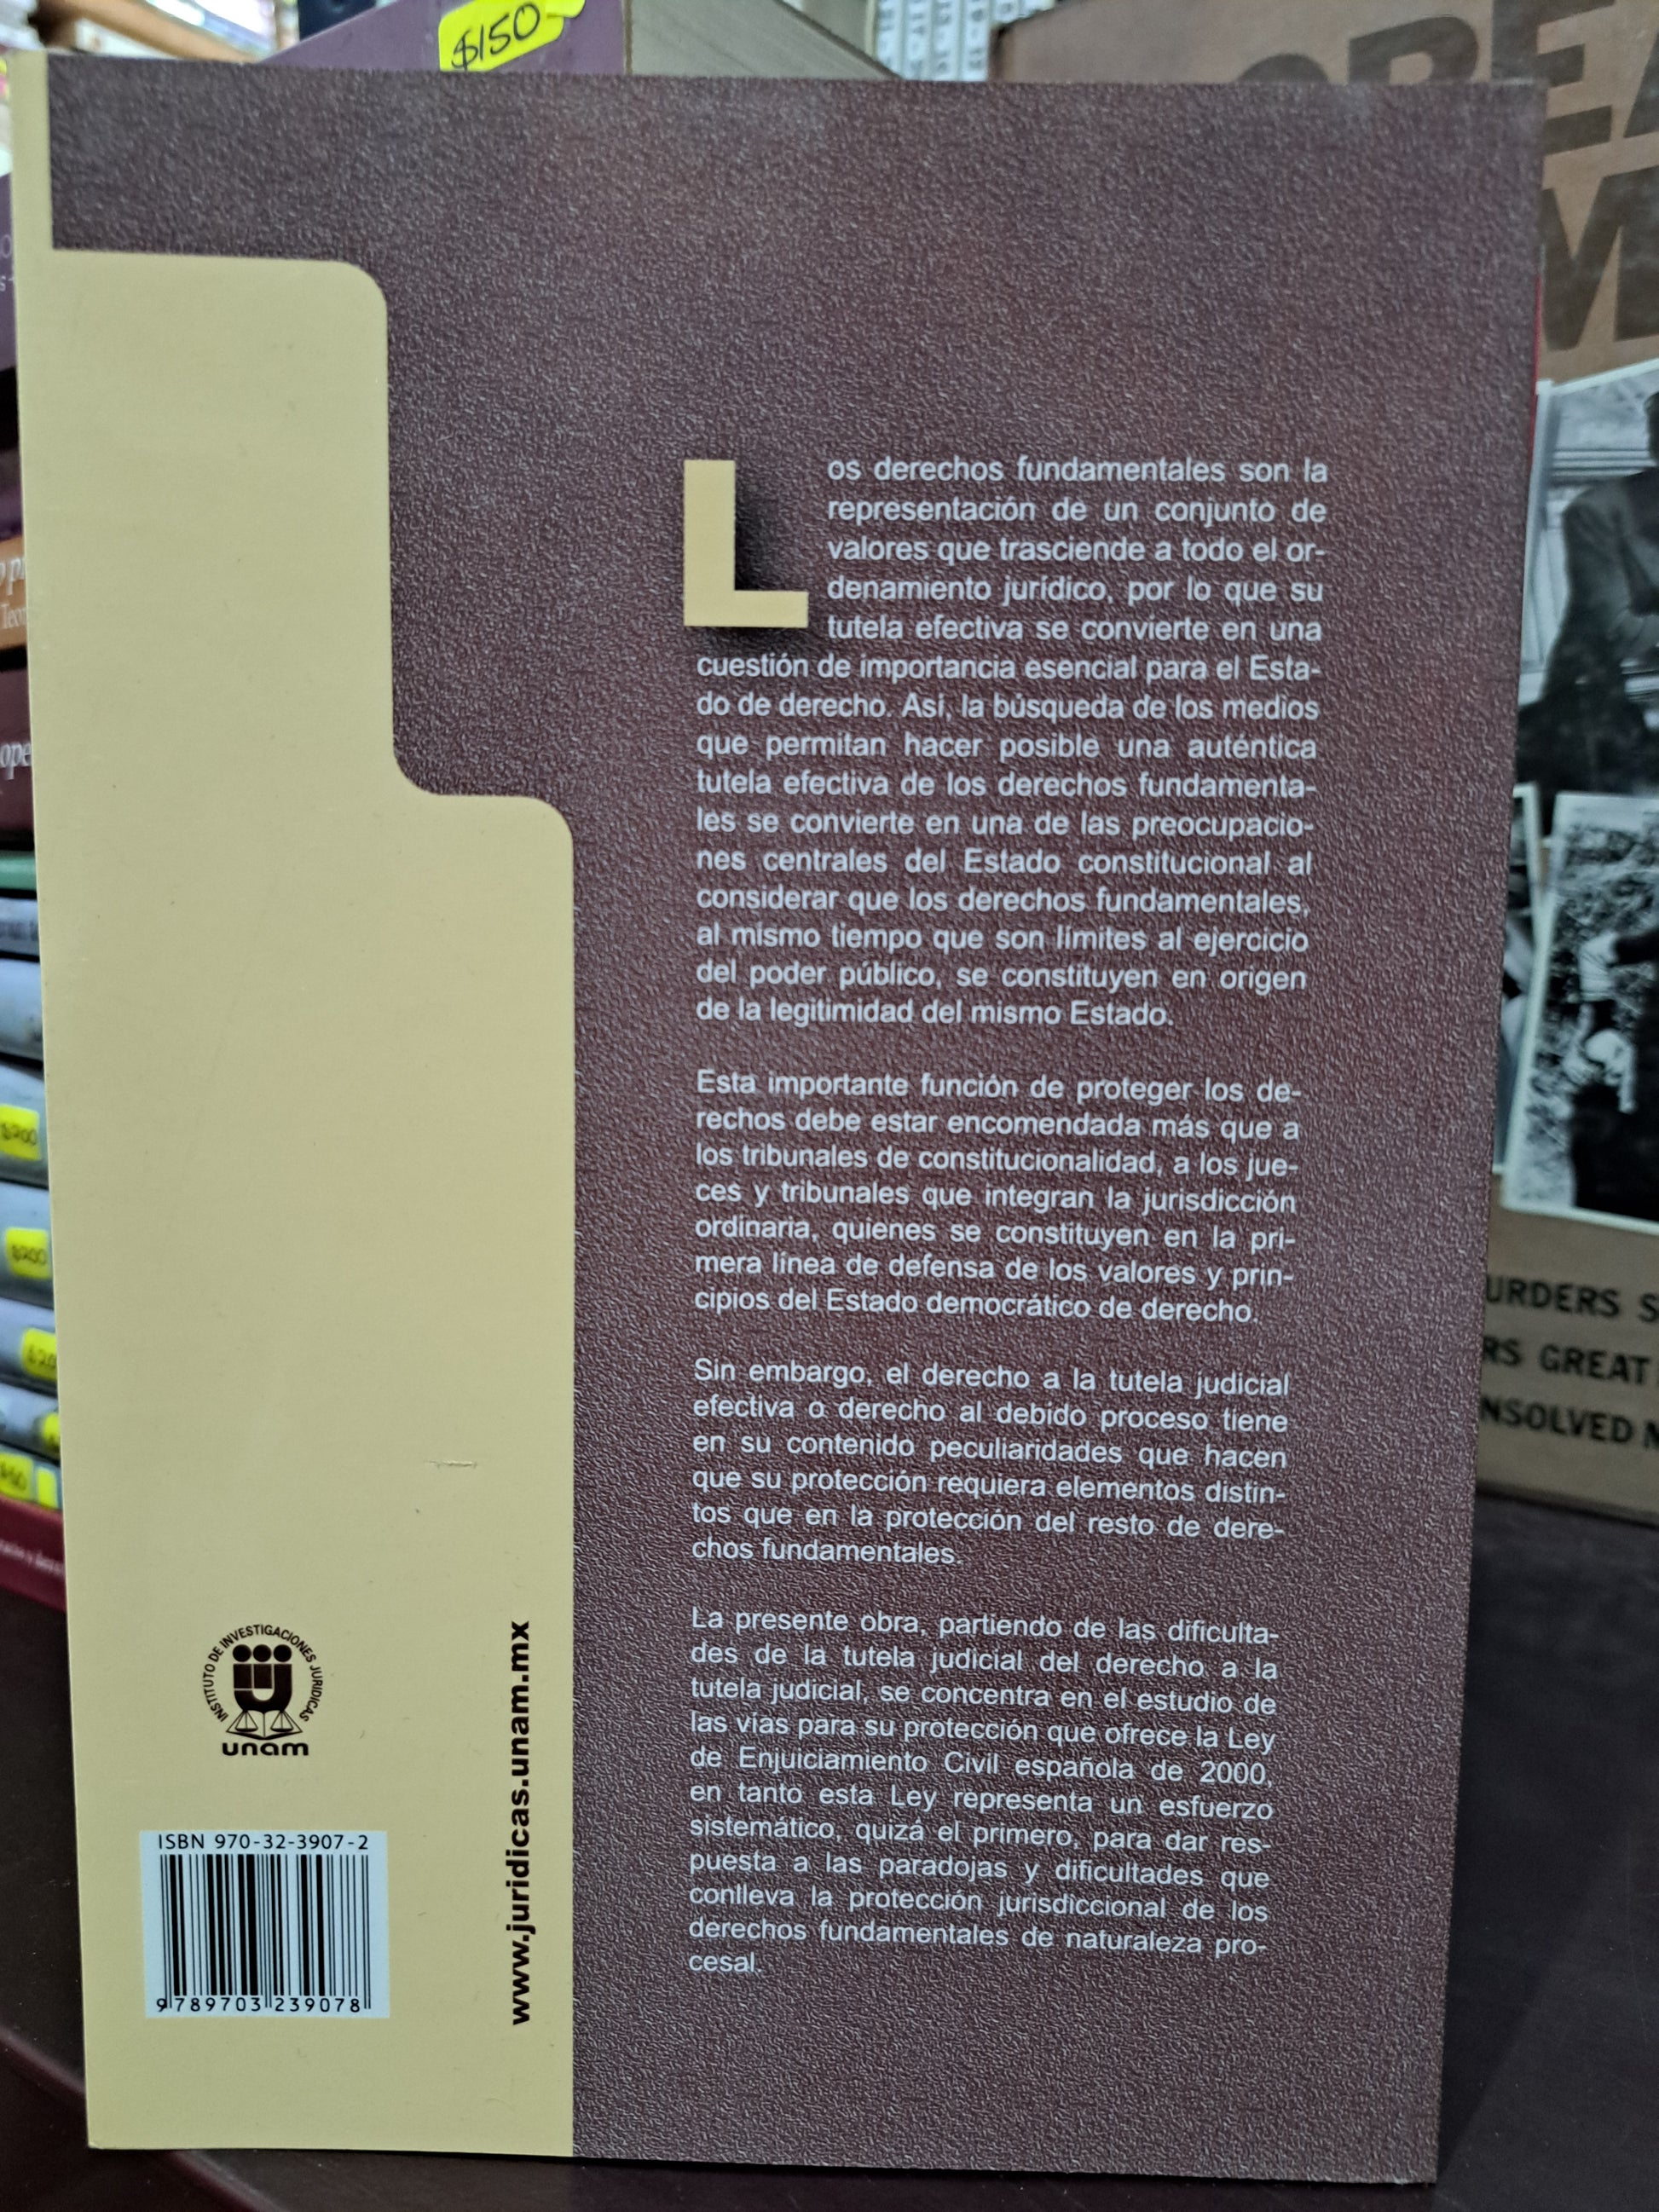 $150
Los derechos fundamentales son la
representación de un conjunto de
valores que trasciende a todo el or-
denamiento jurídico, por lo que su
tutela efectiva se convierte en una
cuestión de importancia esencial para el Esta-
do de derecho. Así, la búsqueda de los medios
que permitan hacer posible una auténtica
tutela efectiva de los derechos fundamenta-
les se convierte en una de las preocupacio-
nes centrales del Estado constitucional al
considerar que los derechos fundamentales,
al mismo tiempo que son límites al ejercicio
del poder público, se constituyen en origen
de la legitimidad del mismo Estado.
Esta importante función de proteger los de-
rechos debe estar encomendada más que a
los tribunales de constitucionalidad, a los jue-
ces y tribunales que integran la jurisdicción
ordinaria, quienes se constituyen en la pri-
mera línea de defensa de los valores y prin-
cipios del Estado democrático de derecho.
Sin embargo, el derecho a la tutela judicial
efectiva o derecho al debido proceso tiene
en su contenido peculiaridades que hacen
que su protección requiera elementos distin-
tos que en la protección del resto de dere-
chos fundamentales.
La presente obra, partiendo de las dificulta-
des de la tutela judicial del derecho a la
tutela judicial, se concentra en el estudio de
las vías para su protección que ofrece la Ley
de Enjuiciamiento Civil española de 2000,
en tanto esta Ley representa un esfuerzo
sistemático, quizá el primero, para dar res-
puesta a las paradojas y dificultades que
conlleva la protección jurisdiccional de los
derechos fundamentales de naturaleza pro-
cesal.
INSTITUTO DE INVESTIGACIONES JURIDICAS
unam
www.juridicas.unam.mx
ISBN 970-32-3907-2
9 789703 239078
URDERS S
RS GREAT
NSOLVED
$200
$200